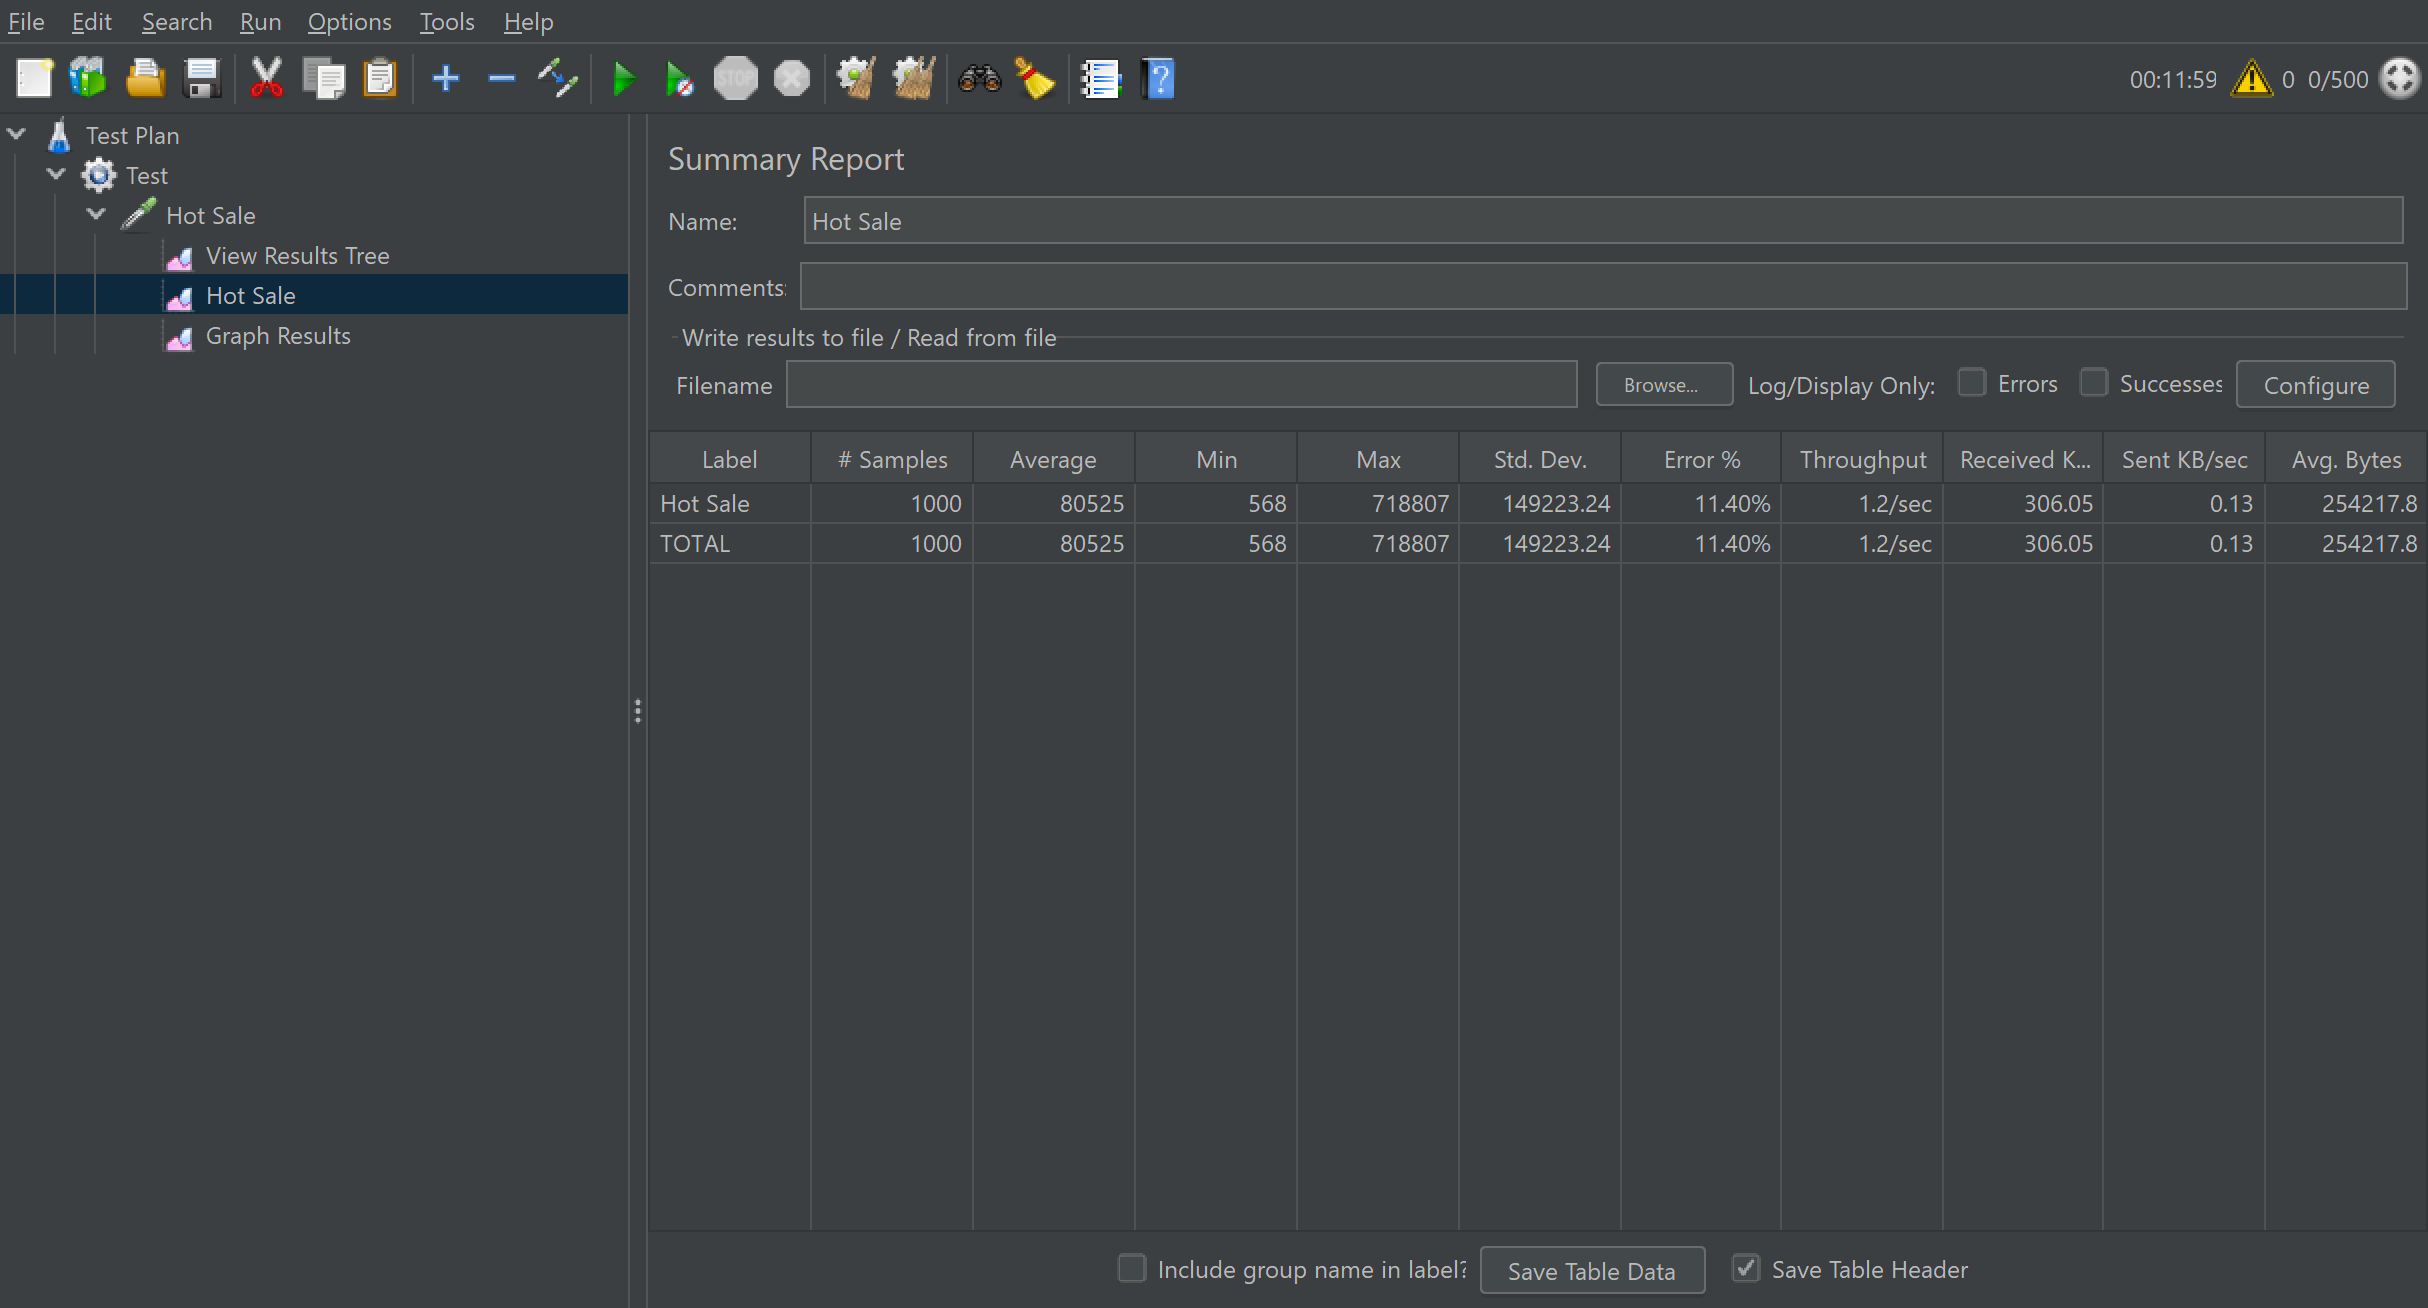 File Edit Search Run Options Tools Help
STOP
?
00:11:59 0 0/500
Test Plan
Test
Hot Sale
View Results Tree
Hot Sale
Graph Results
Summary Report
Name: Hot Sale
Comments:
Write results to file / Read from file
Filename Browse... Log/Display Only: Errors Successes Configure
Label # Samples Average Min Max Std. Dev. Error % Throughput Received K... Sent KB/sec Avg. Bytes
Hot Sale 1000 80525 568 718807 149223.24 11.40% 1.2/sec 306.05 0.13 254217.8
TOTAL 1000 80525 568 718807 149223.24 11.40% 1.2/sec 306.05 0.13 254217.8
Include group name in label? Save Table Data Save Table Header